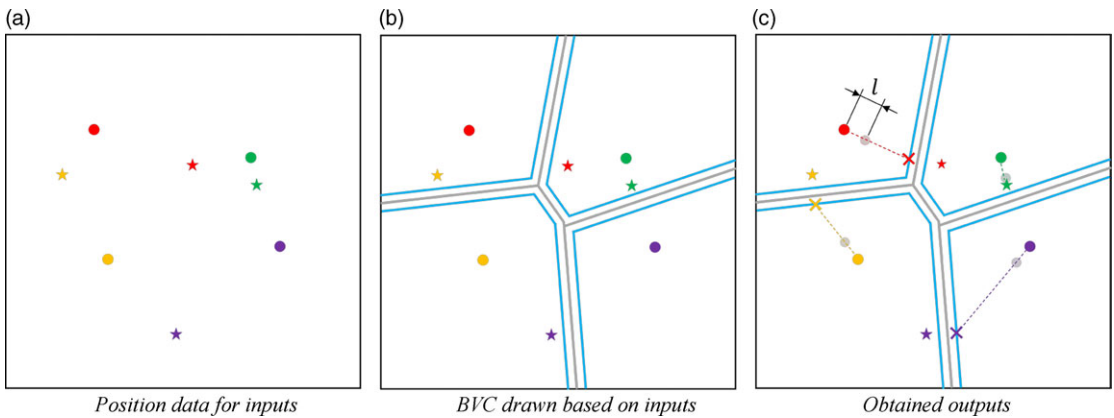 (a)
(b)
(c)
l
Position data for inputs
BVC drawn based on inputs
Obtained outputs